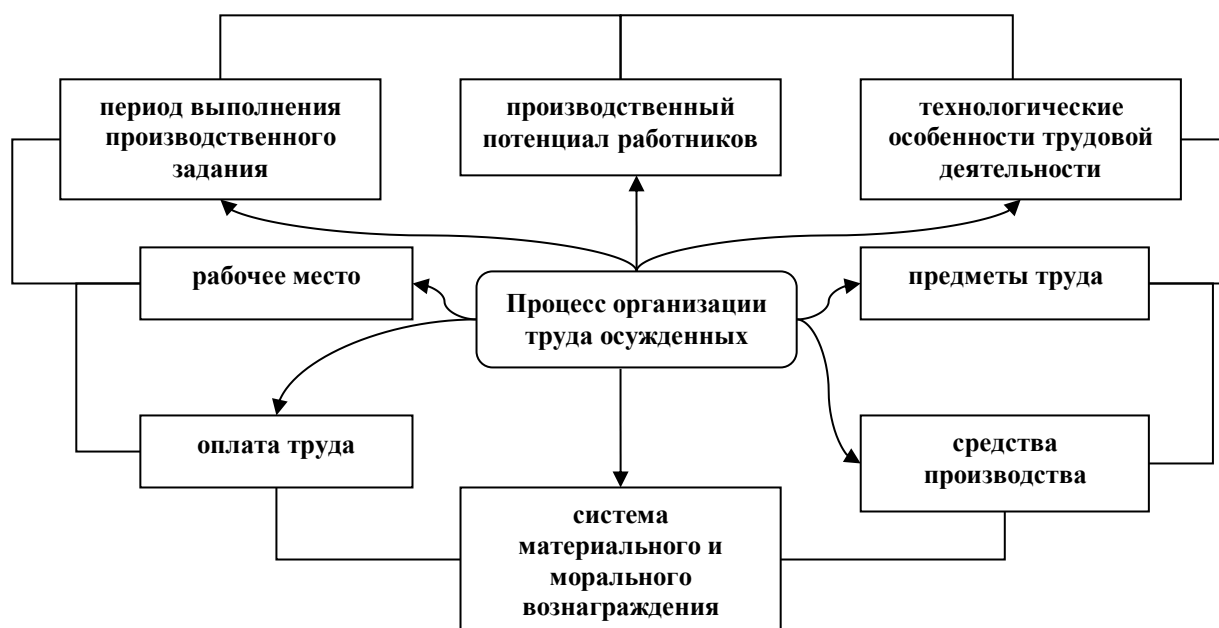 период выполнения
производственного
задания
производственный
потенциал работников
технологические
особенности трудовой
деятельности
рабочее место
Процесс организации
труда осужденных
предметы труда
оплата труда
средства
производства
система
материального и
морального
вознаграждения